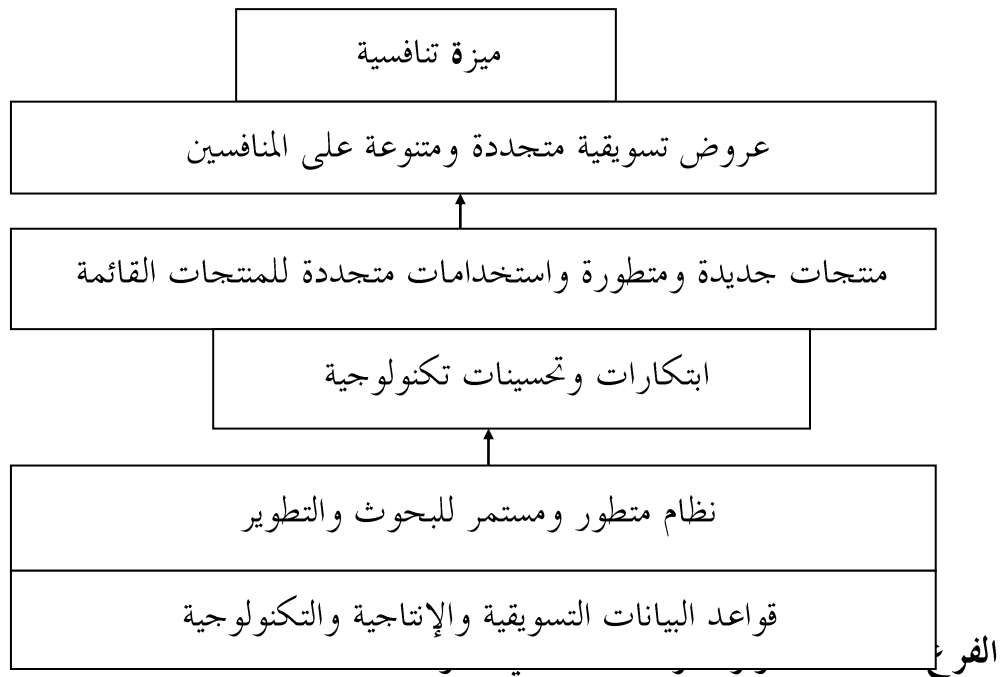 ميزة تنافسية
عروض تسويقية متجددة ومتنوعة على المنافسين
منتجات جديدة ومتطورة واستخدامات متجددة للمنتجات القائمة
ابتكارات وتحسينات تكنولوجية
نظام متطور ومستمر للبحوث والتطوير
قواعد البيانات التسويقية والإنتاجية والتكنولوجية
الفرع